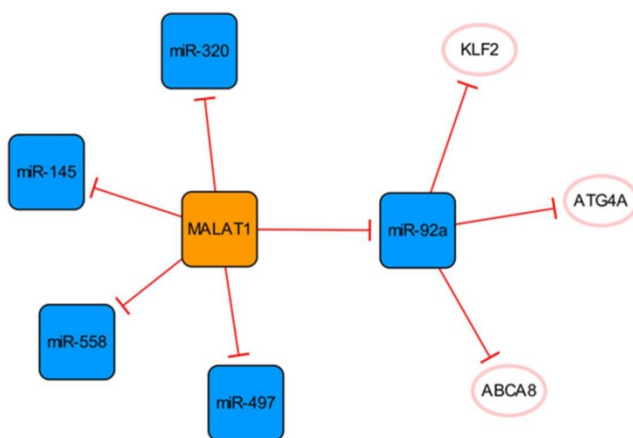 miR-320
KLF2
miR-145
ATG4A
MALAT1
miR-92a
miR-558
ABCA8
miR-497